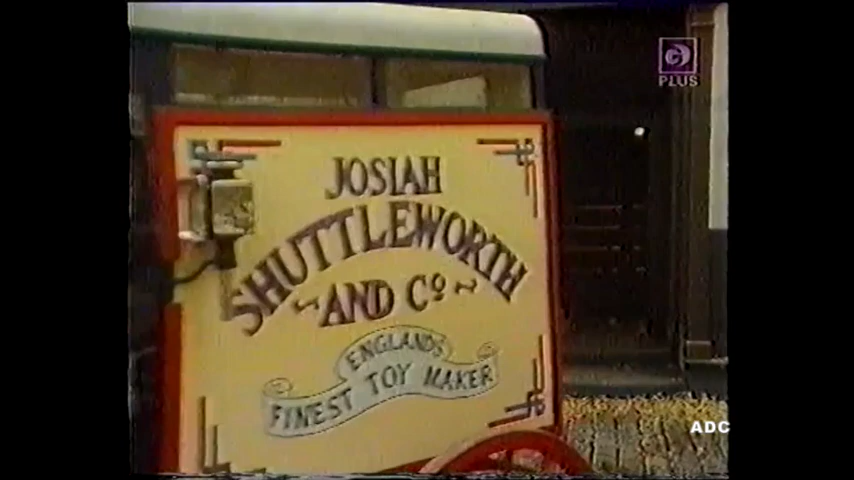 JOSIAH
SHUTTLEWORTH
~AND Cº~
ENGLANDS
FINEST TOY MAKER
G
PLUS
ADC